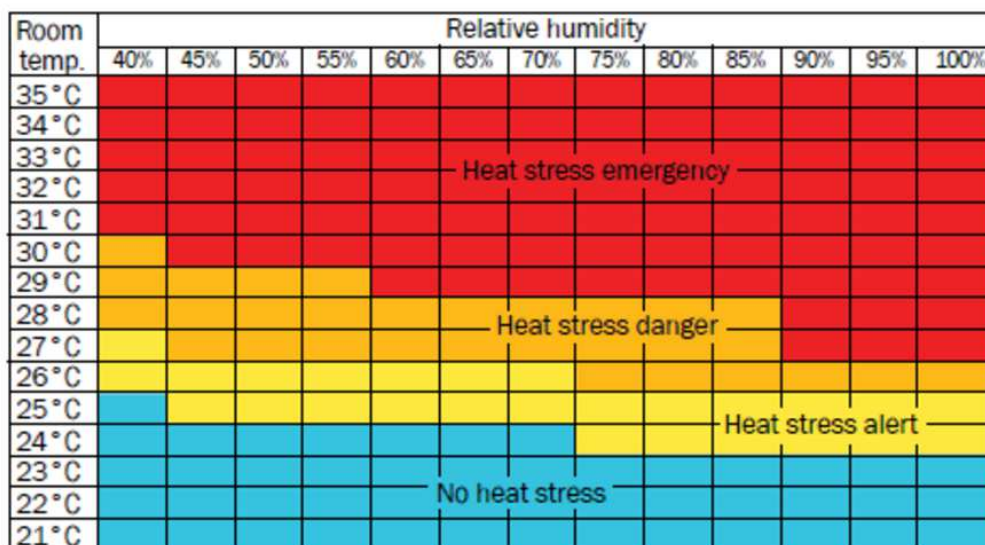 Room temp.
Relative humidity
40% 45% 50% 55% 60% 65% 70% 75% 80% 85% 90% 95% 100%
35°C
34°C
33°C
Heat stress emergency
32°C
31°C
30°C
29°C
28°C
Heat stress danger
27°C
26°C
25°C
Heat stress alert
24°C
23°C
22°C
No heat stress
21°C